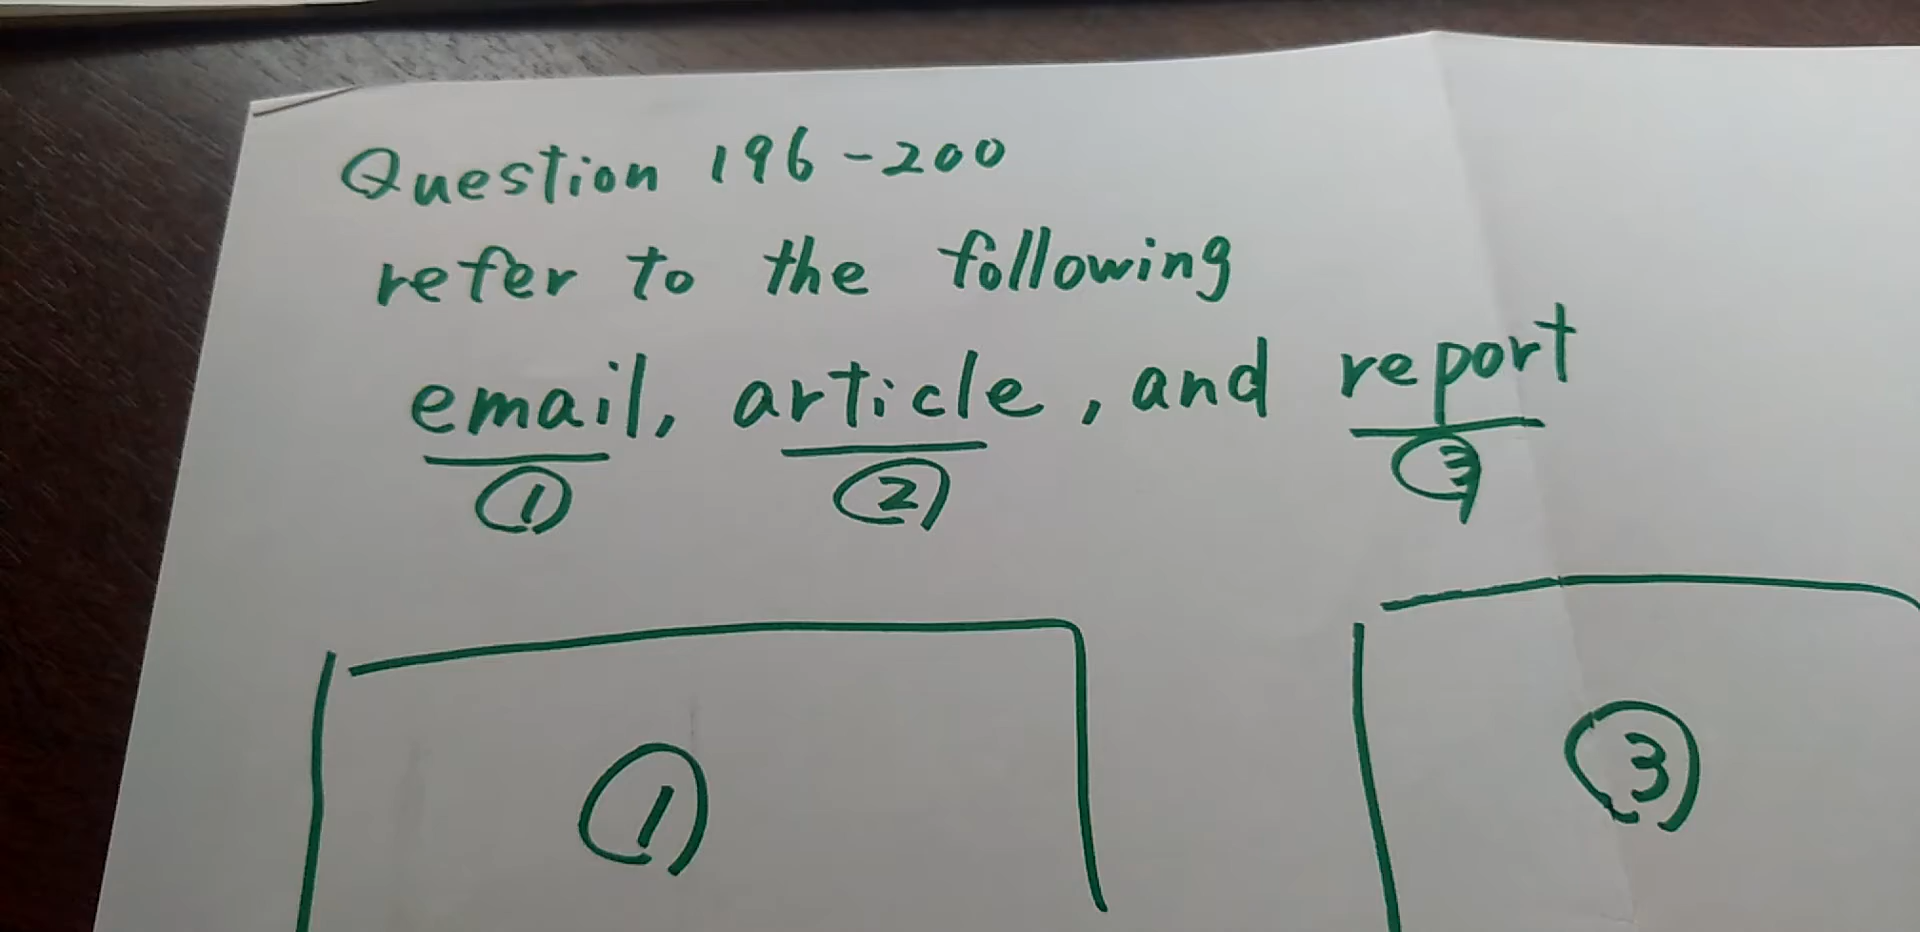 Question 196-200
refer to the following
email, article, and report
① ② ③
① ③